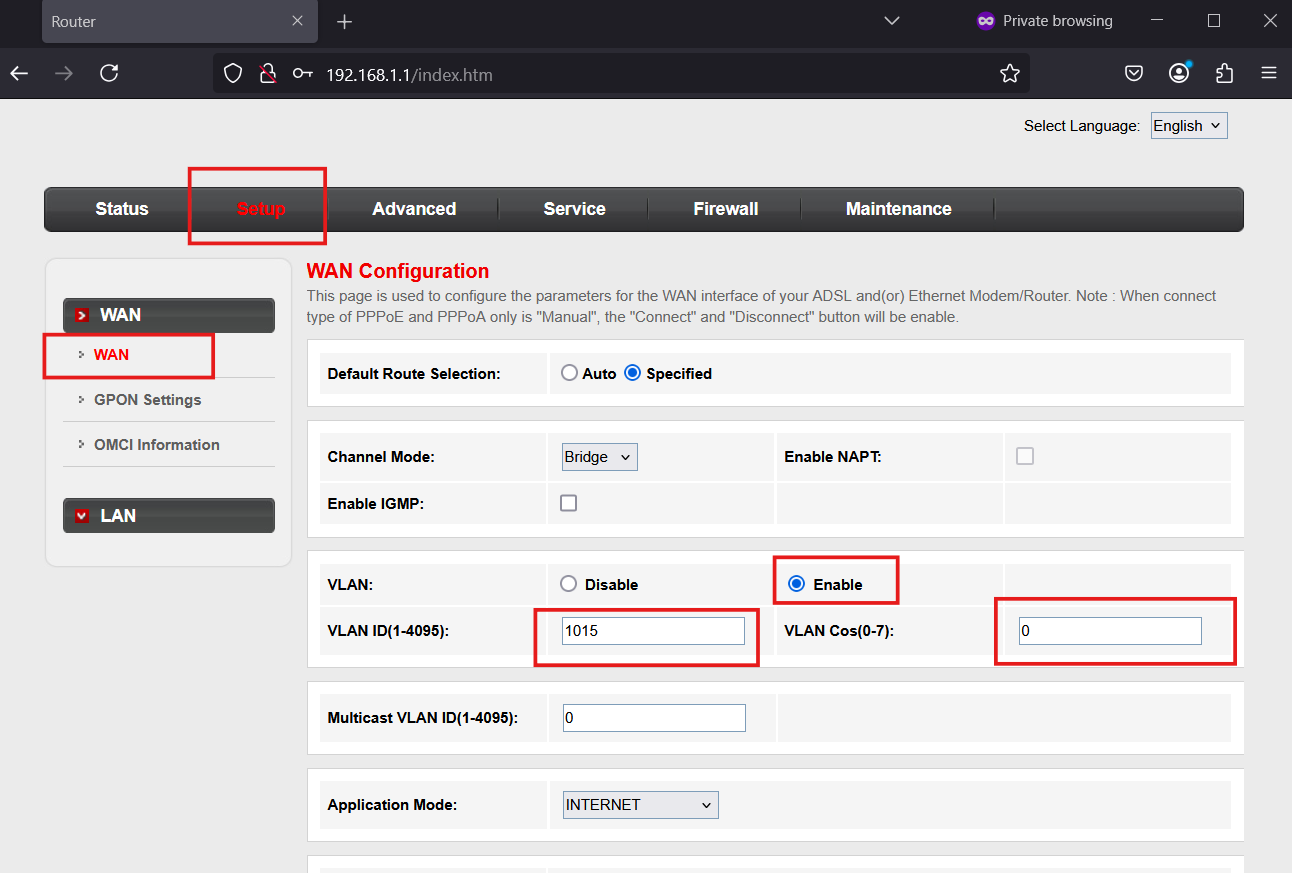 Router
Private browsing
192.168.1.1/index.htm
Select Language: English
Status Setup Advanced Service Firewall Maintenance
WAN
WAN
GPON Settings
OMCI Information
LAN
WAN Configuration
This page is used to configure the parameters for the WAN interface of your ADSL and(or) Ethernet Modem/Router. Note : When connect
type of PPPoE and PPPoA only is "Manual", the "Connect" and "Disconnect" button will be enable.
Default Route Selection: Auto Specified
Channel Mode: Bridge Enable NAPT:
Enable IGMP:
VLAN: Disable Enable
VLAN ID(1-4095): 1015 VLAN Cos(0-7): 0
Multicast VLAN ID(1-4095): 0
Application Mode: INTERNET